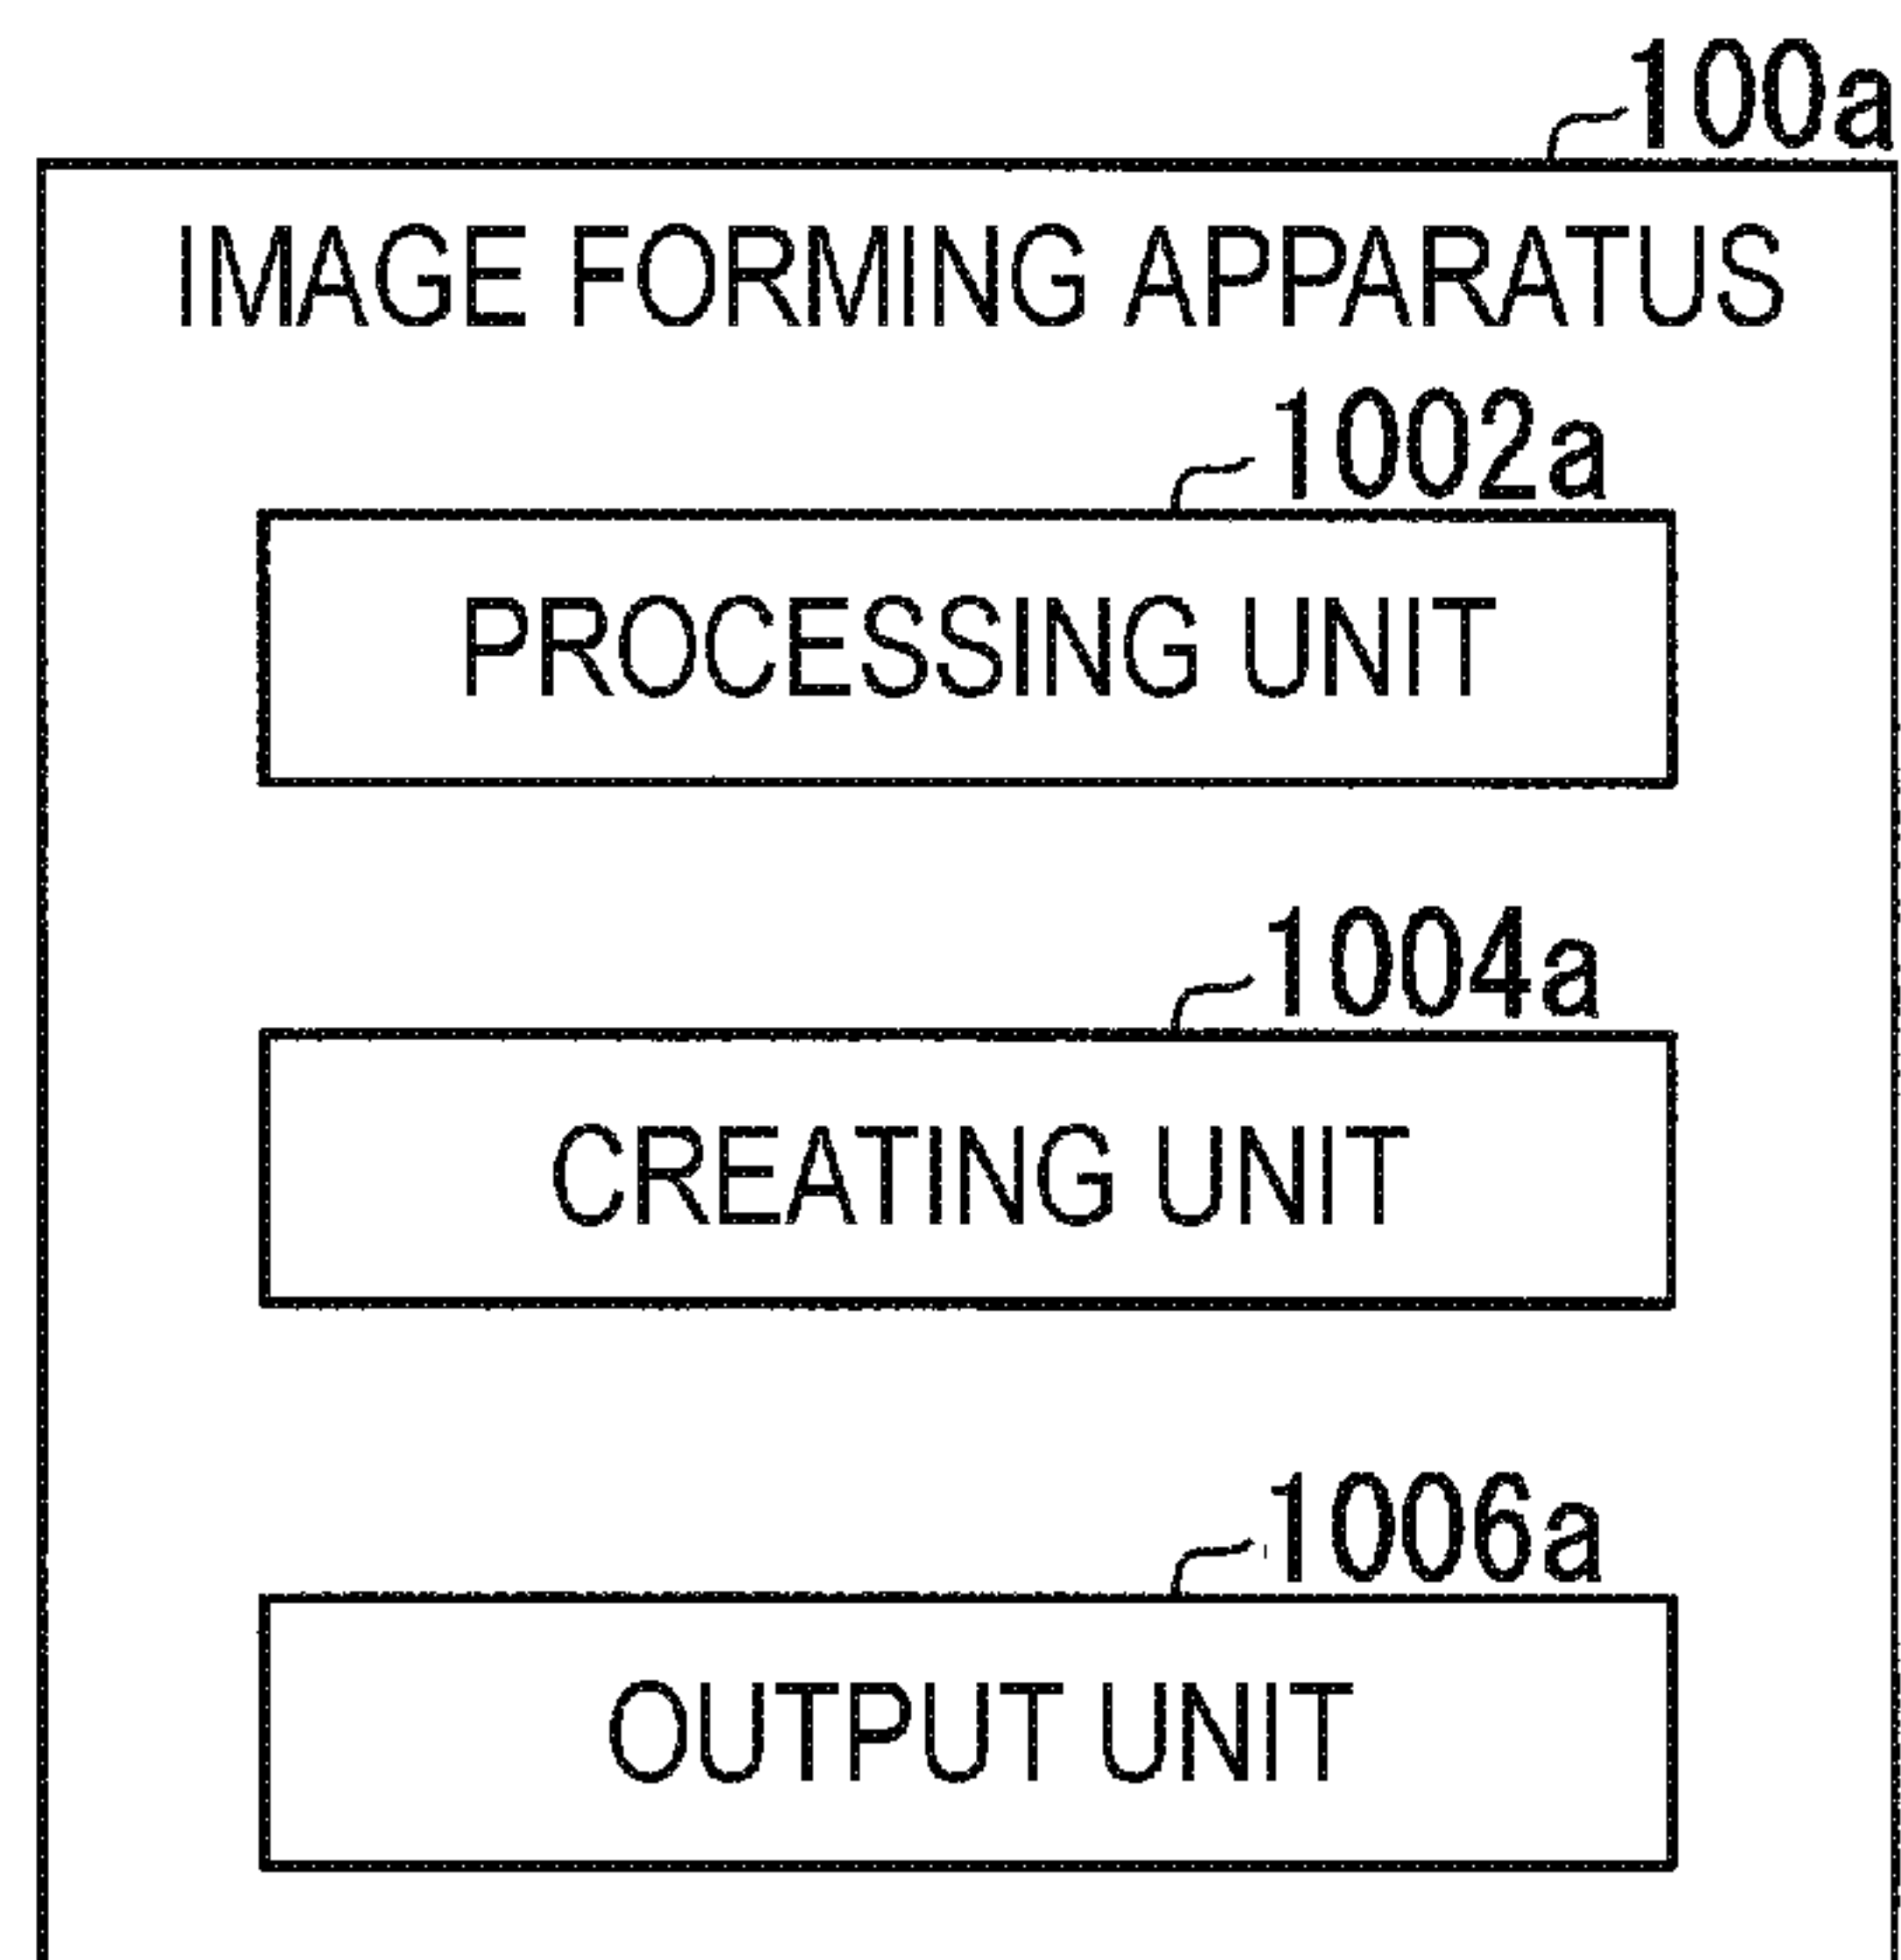 100a
IMAGE FORMING APPARATUS
1002a
PROCESSING UNIT
1004a
CREATING UNIT
1006a
OUTPUT UNIT